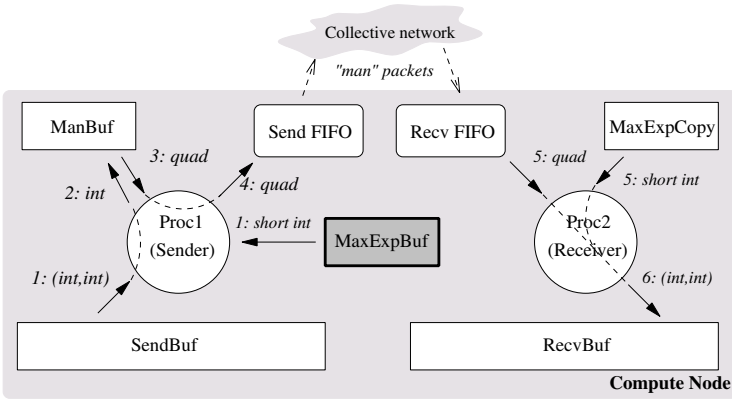 Collective network
"man" packets
ManBuf
Send FIFO
Recv FIFO
MaxExpCopy
3: quad
5: quad
2: int
4: quad
5: short int
Proc1
(Sender)
1: short int
MaxExpBuf
Proc2
(Receiver)
1: (int,int)
6: (int,int)
SendBuf
RecvBuf
Compute Node